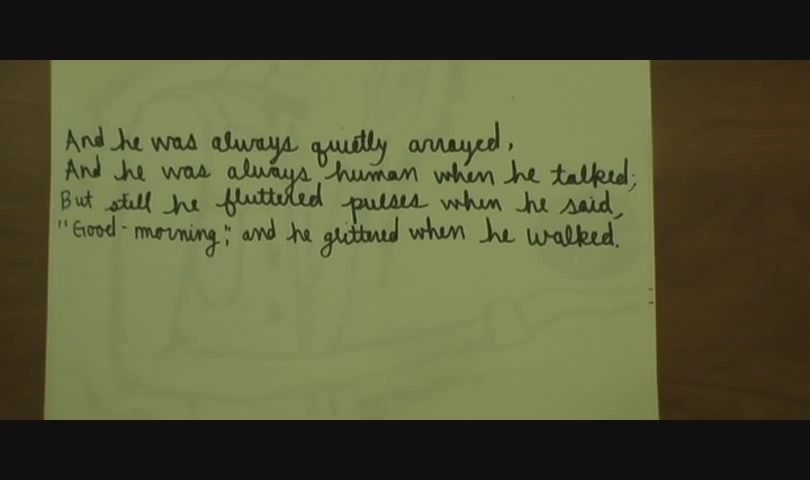 And he was always quietly arrayed,
And he was always human when he talked;
But still he fluttered pulses when he said,
"Good-morning," and he glittered when he walked.